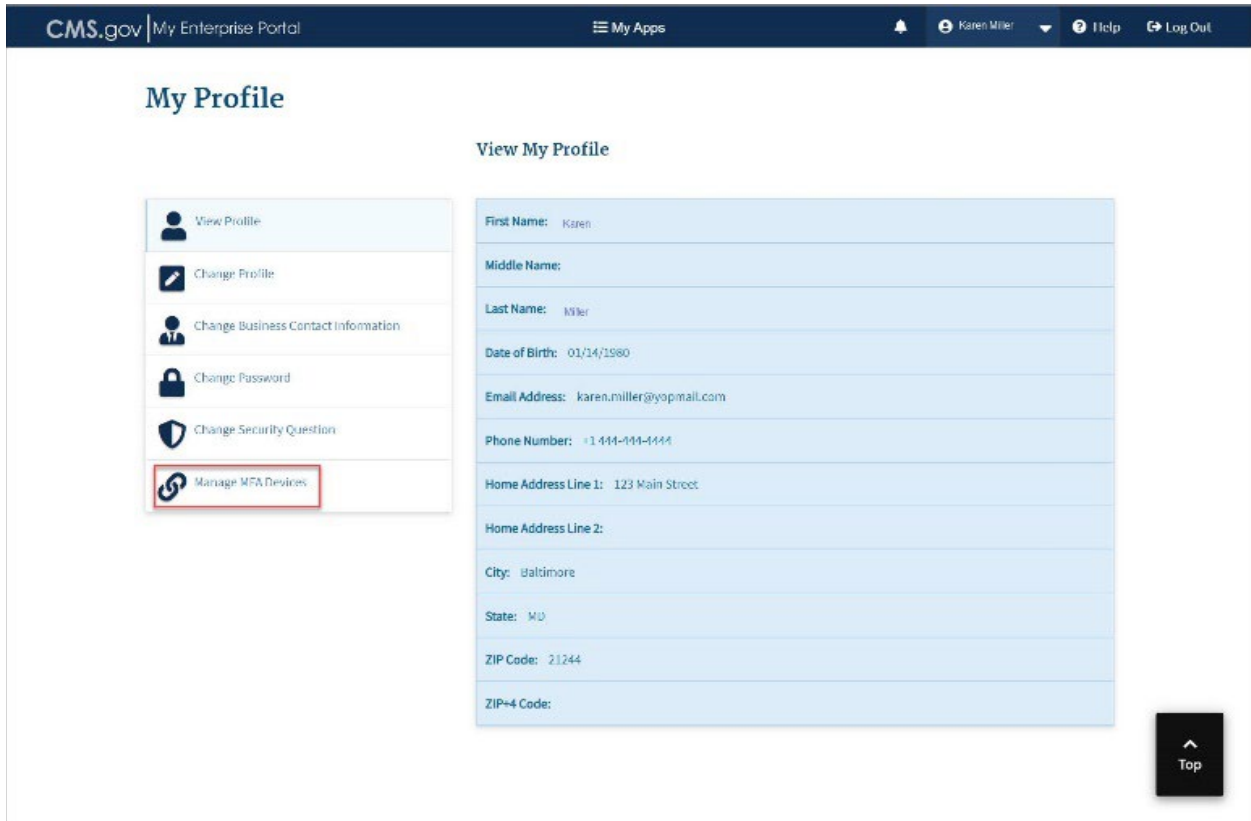 CMS.gov My Enterprise Portal
My Apps
Karen Miller
Help
Log Out
My Profile
View My Profile
View Profile
Change Profile
Change Business Contact Information
Change Password
Change Security Question
Manage MFA Devices
First Name: Karen
Middle Name:
Last Name: Miller
Date of Birth: 01/14/1980
Email Address: karen.miller@yopmail.com
Phone Number: +1 444-444-4444
Home Address Line 1: 123 Main Street
Home Address Line 2:
City: Baltimore
State: MD
ZIP Code: 21244
ZIP+4 Code:
Top